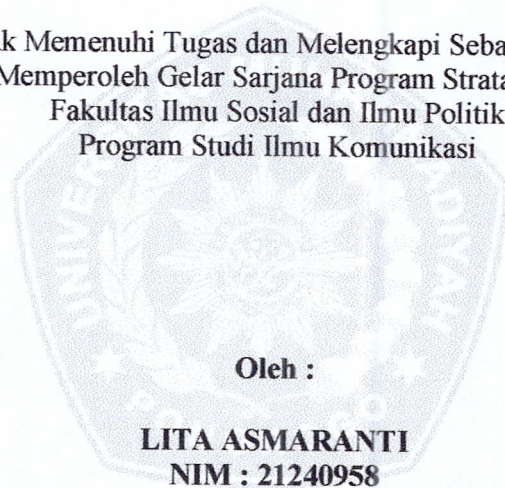 k Memenuhi Tugas dan Melengkapi Seba
Memperoleh Gelar Sarjana Program Strata
Fakultas Ilmu Sosial dan Ilmu Politik
Program Studi Ilmu Komunikasi
Oleh :
LITA ASMARANTI
NIM : 21240958